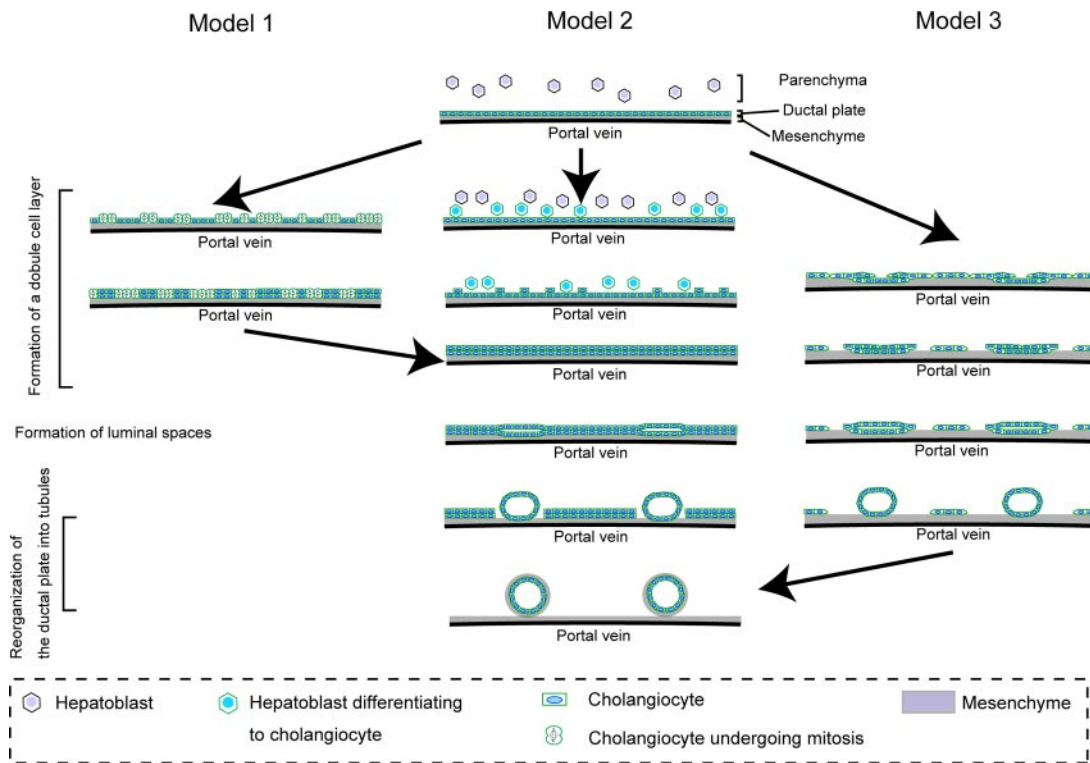 Model 1
Model 2
Model 3
Parenchyma
Ductal plate
Mesenchyme
Portal vein
Formation of a dobule cell layer
Portal vein
Portal vein
Portal vein
Portal vein
Portal vein
Portal vein
Portal vein
Portal vein
Formation of luminal spaces
Portal vein
Portal vein
Reorganization of
the ductal plate into tubules
Portal vein
Portal vein
Portal vein
Hepatoblast
Hepatoblast differentiating
to cholangiocyte
Cholangiocyte
Cholangiocyte undergoing mitosis
Mesenchyme